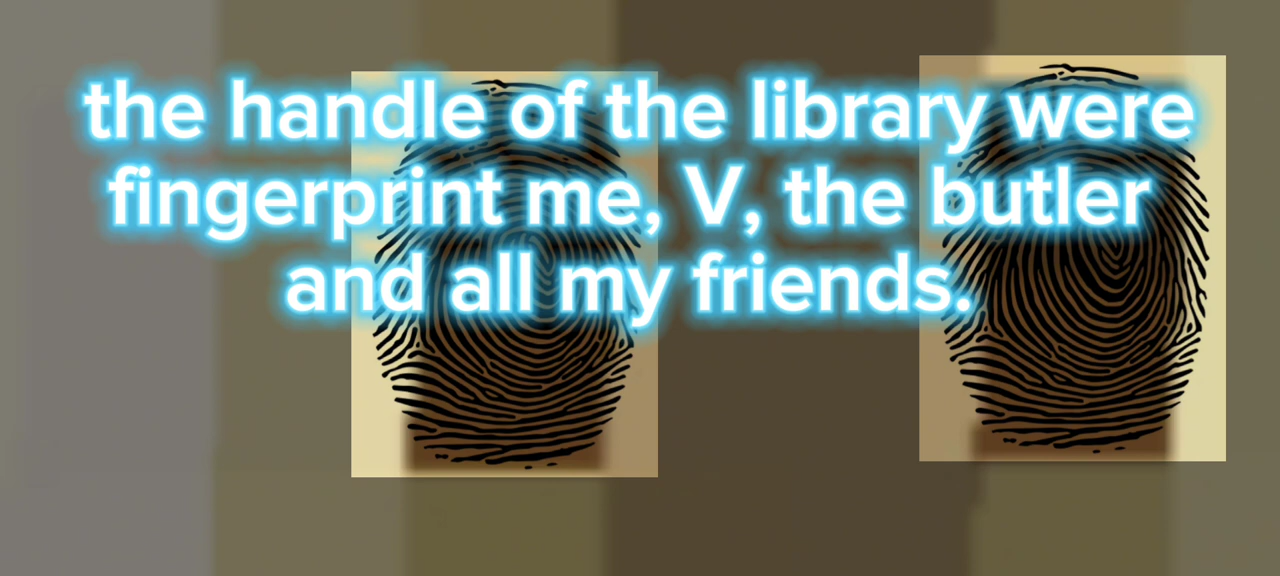 the handle of the library were
fingerprint me, V, the butler
and all my friends.